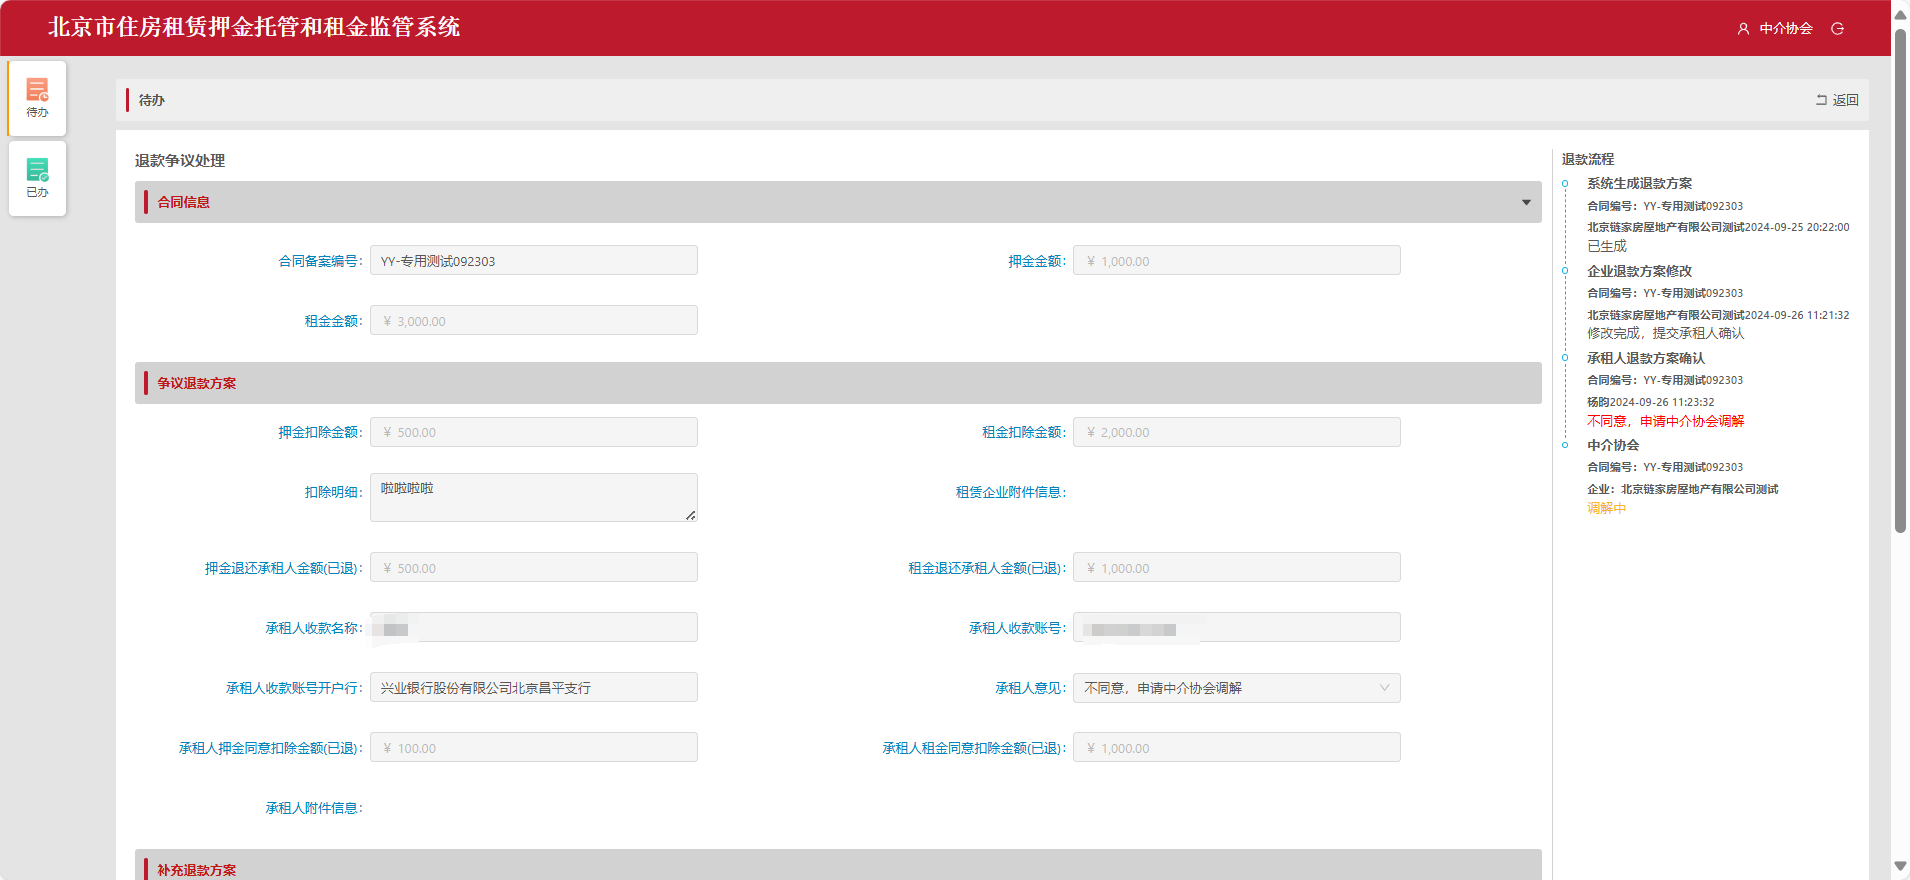 北京市住房租赁押金托管和租金监管系统
中介协会
待办
已办
待办
返回
退款争议处理
合同信息
合同备案编号: YY-专用测试092303
押金金额: ¥ 1,000.00
租金金额: ¥ 3,000.00
争议退款方案
押金扣除金额: ¥ 500.00
租金扣除金额: ¥ 2,000.00
扣除明细: 啦啦啦啦
租赁企业附件信息:
押金退还承租人金额(已退): ¥ 500.00
租金退还承租人金额(已退): ¥ 1,000.00
承租人收款名称:
承租人收款账号:
承租人收款账号开户行: 兴业银行股份有限公司北京昌平支行
承租人意见: 不同意，申请中介协会调解
承租人押金同意扣除金额(已退): ¥ 100.00
承租人租金同意扣除金额(已退): ¥ 1,000.00
承租人附件信息:
补充退款方案
退款流程
系统生成退款方案
合同编号：YY-专用测试092303
北京链家房屋地产有限公司测试2024-09-25 20:22:00
已生成
企业退款方案修改
合同编号：YY-专用测试092303
北京链家房屋地产有限公司测试2024-09-26 11:21:32
修改完成，提交承租人确认
承租人退款方案确认
合同编号：YY-专用测试092303
杨昀2024-09-26 11:23:32
不同意，申请中介协会调解
中介协会
合同编号：YY-专用测试092303
企业：北京链家房屋地产有限公司测试
调解中